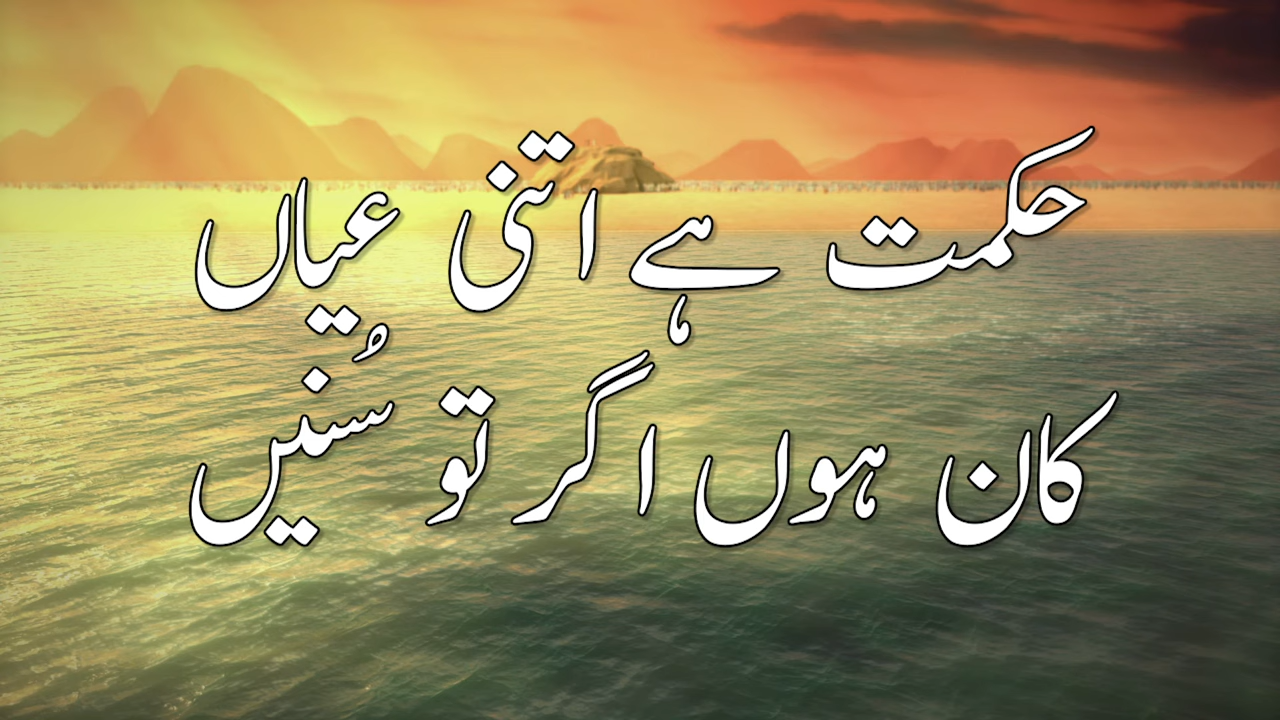 حکمت ہے اتنی عیاں
کان ہوں اگر تو سُنیں